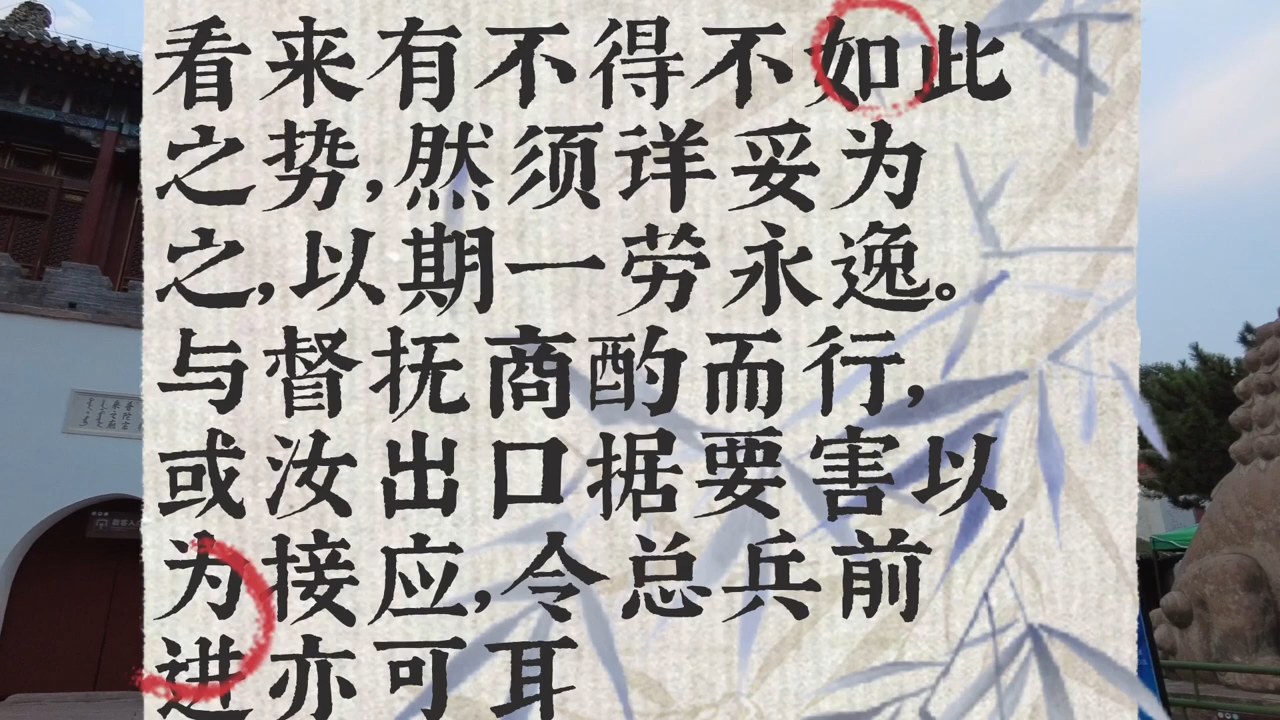 看来有不得不如此
之势,然须详妥为
之,以期一劳永逸。
与督抚商酌而行,
或汝出口据要害以
为接应,令总兵前
进亦可耳